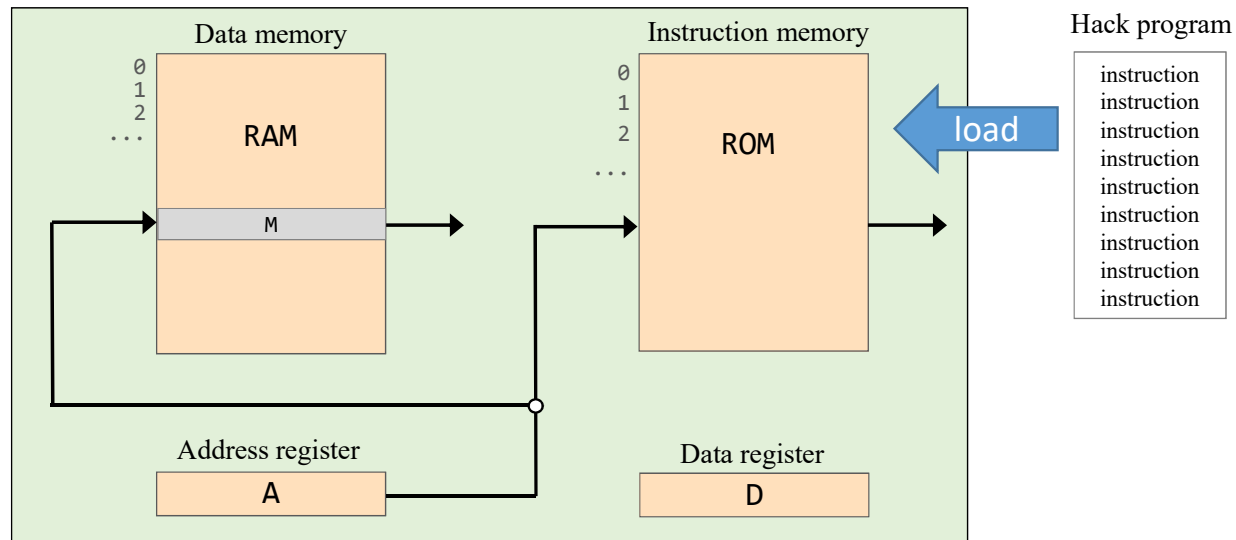 Data memory
0
1
2
...
RAM
M
Instruction memory
0
1
2
...
ROM
load
Hack program
instruction
instruction
instruction
instruction
instruction
instruction
instruction
instruction
instruction
Address register
A
Data register
D